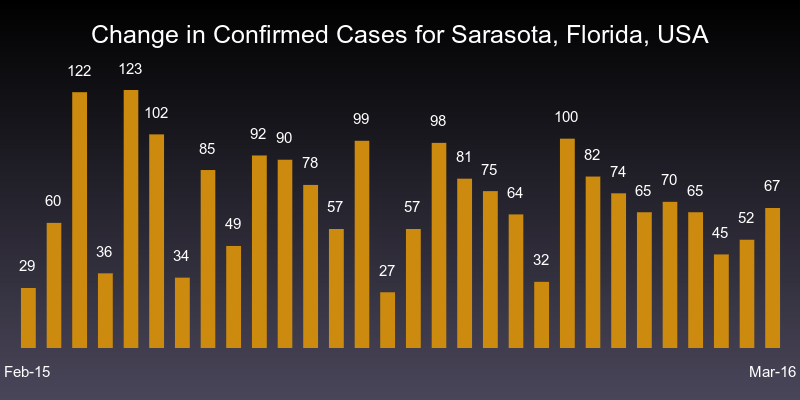 Change in Confirmed Cases for Sarasota, Florida, USA
29 60 122 36 123 102 34 85 49 92 90 78 57 99 27 57 98 81 75 64 32 100 82 74 65 70 65 45 52 67
Feb-15 Mar-16